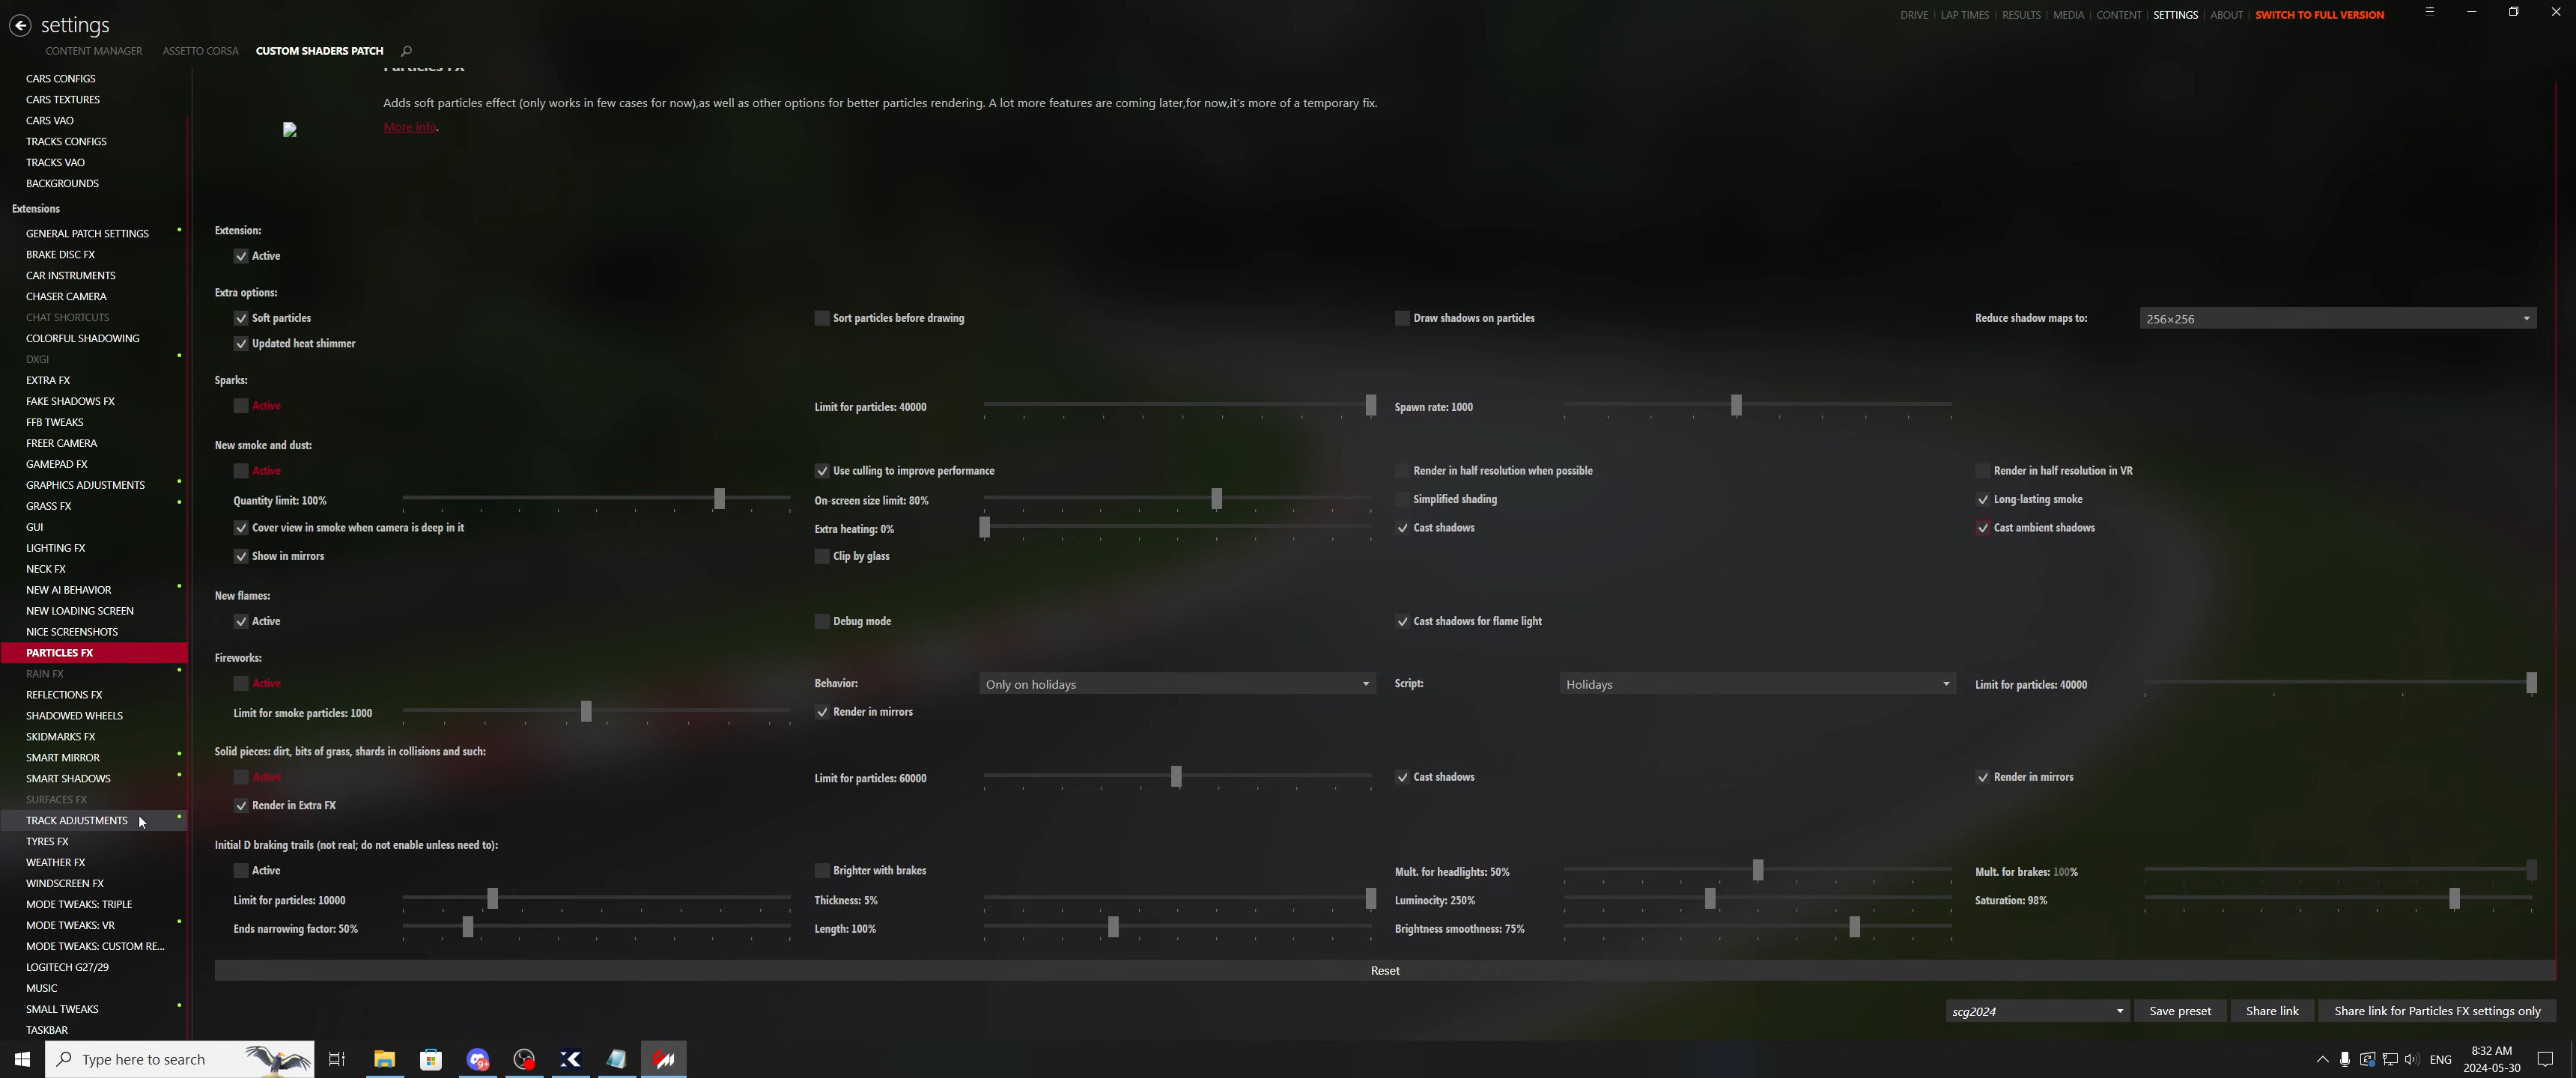 settings
DRIVE LAP TIMES RESULTS MEDIA CONTENT SETTINGS ABOUT SWITCH TO FULL VERSION
CONTENT MANAGER ASSETTO CORSA CUSTOM SHADERS PATCH
Particles FX
Adds soft particles effect (only works in few cases for now),as well as other options for better particles rendering. A lot more features are coming later,for now,it's more of a temporary fix.
More info.
CARS CONFIGS
CARS TEXTURES
CARS VAO
TRACKS CONFIGS
TRACKS VAO
BACKGROUNDS
Extensions
GENERAL PATCH SETTINGS
BRAKE DISC FX
CAR INSTRUMENTS
CHASER CAMERA
CHAT SHORTCUTS
COLORFUL SHADOWING
DXGI
EXTRA FX
FAKE SHADOWS FX
FFB TWEAKS
FREER CAMERA
GAMEPAD FX
GRAPHICS ADJUSTMENTS
GRASS FX
GUI
LIGHTING FX
NECK FX
NEW AI BEHAVIOR
NEW LOADING SCREEN
NICE SCREENSHOTS
PARTICLES FX
RAIN FX
REFLECTIONS FX
SHADOWED WHEELS
SKIDMARKS FX
SMART MIRROR
SMART SHADOWS
SURFACES FX
TRACK ADJUSTMENTS
TYRES FX
WEATHER FX
WINDSCREEN FX
MODE TWEAKS: TRIPLE
MODE TWEAKS: VR
MODE TWEAKS: CUSTOM RE...
LOGITECH G27/29
MUSIC
SMALL TWEAKS
TASKBAR
Extension:
Active
Extra options:
Soft particles Sort particles before drawing Draw shadows on particles Reduce shadow maps to: 256×256
Updated heat shimmer
Sparks:
Active Limit for particles: 40000 Spawn rate: 1000
New smoke and dust:
Active Use culling to improve performance Render in half resolution when possible Render in half resolution in VR
Quantity limit: 100% On-screen size limit: 80% Simplified shading Long-lasting smoke
Cover view in smoke when camera is deep in it Extra heating: 0% Cast shadows Cast ambient shadows
Show in mirrors Clip by glass
New flames:
Active Debug mode Cast shadows for flame light
Fireworks:
Active Behavior: Only on holidays Script: Holidays Limit for particles: 40000
Limit for smoke particles: 1000 Render in mirrors
Solid pieces: dirt, bits of grass, shards in collisions and such:
Active Limit for particles: 60000 Cast shadows Render in mirrors
Render in Extra FX
Initial D braking trails (not real; do not enable unless need to):
Active Brighter with brakes Mult. for headlights: 50% Mult. for brakes: 100%
Limit for particles: 10000 Thickness: 5% Luminocity: 250% Saturation: 98%
Ends narrowing factor: 50% Length: 100% Brightness smoothness: 75%
Reset
scg2024 Save preset Share link Share link for Particles FX settings only
Type here to search
9+
ENG
8:32 AM
2024-05-30